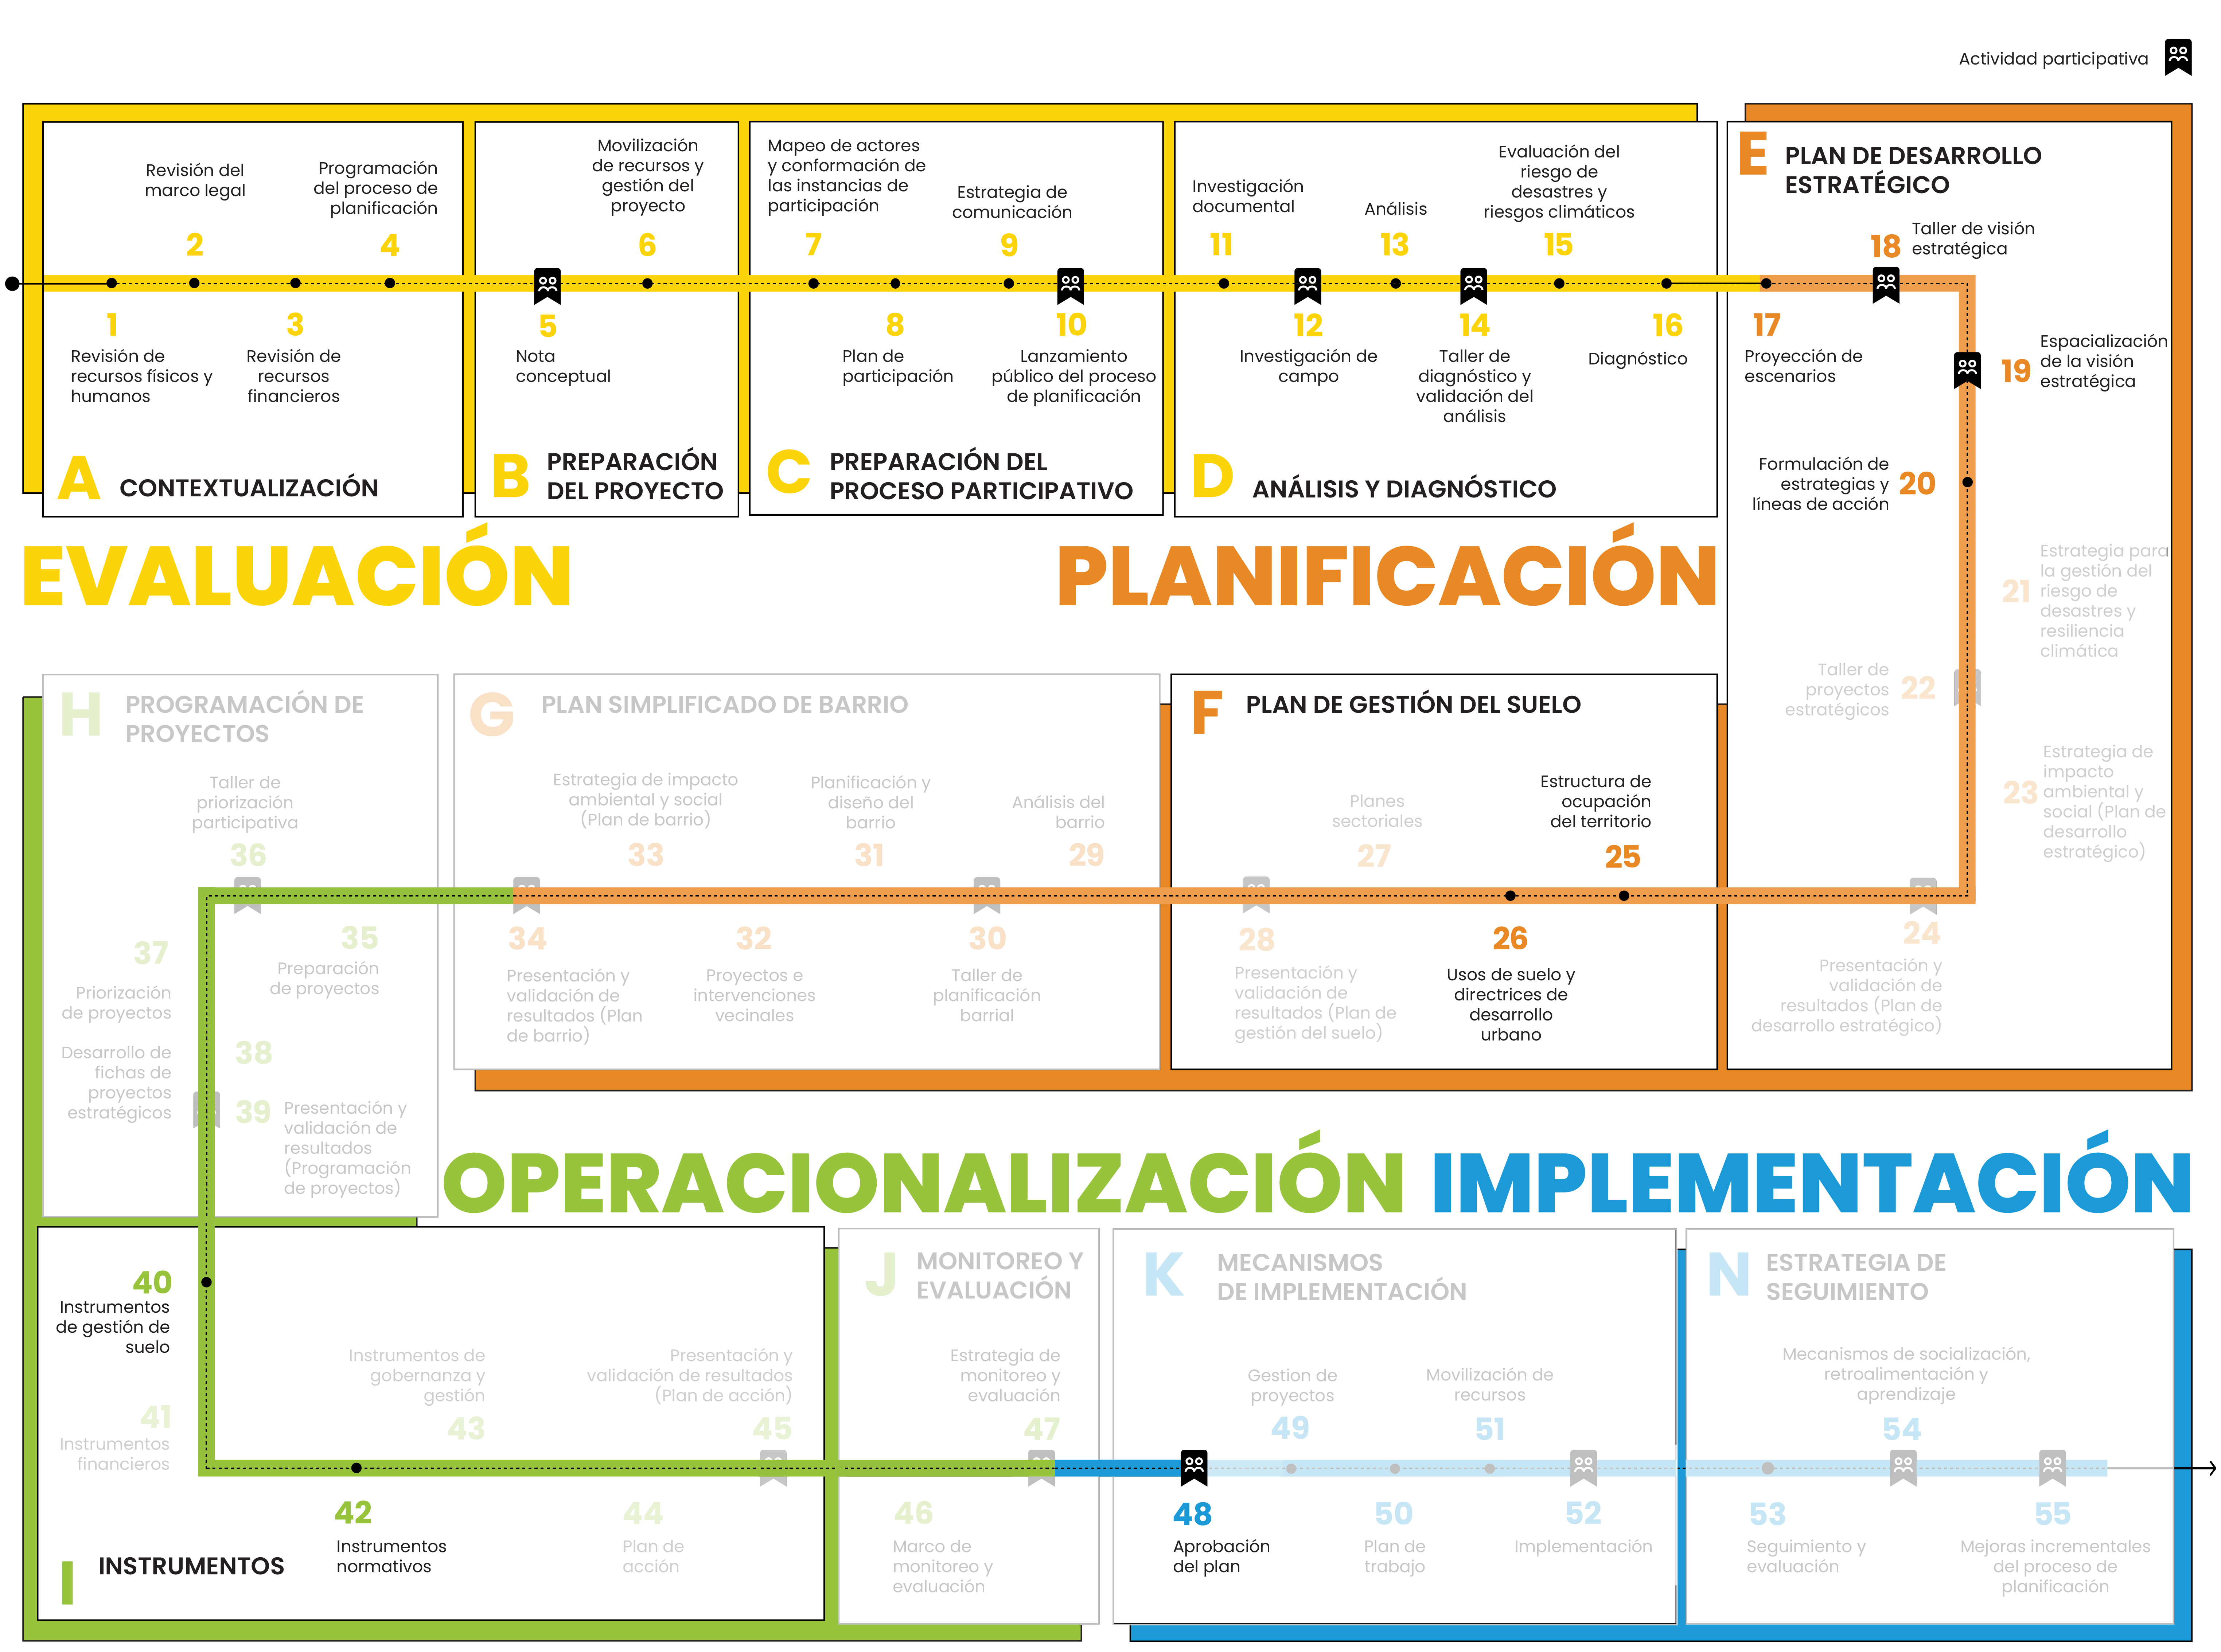 Actividad participativa
Revisión del
marco legal
2
Programación
del proceso de
planificación
4
1
Revisión de
recursos físicos y
humanos
3
Revisión de
recursos
financieros
A
CONTEXTUALIZACIÓN
Movilización
de recursos y
gestión del
proyecto
6
5
Nota
conceptual
B
PREPARACIÓN
DEL PROYECTO
Mapeo de actores
y conformación de
las instancias de
participación
7
Estrategia de
comunicación
9
8
Plan de
participación
10
Lanzamiento
público del proceso
de planificación
C
PREPARACIÓN DEL
PROCESO PARTICIPATIVO
Investigación
documental
11
Análisis
13
Evaluación del
riesgo de
desastres y
riesgos climáticos
15
12
Investigación de
campo
14
Taller de
diagnóstico y
validación del
análisis
16
Diagnóstico
D
ANÁLISIS Y DIAGNÓSTICO
E
PLAN DE DESARROLLO
ESTRATÉGICO
18
Taller de visión
estratégica
17
Proyección de
escenarios
19
Espacialización
de la visión
estratégica
Formulación de
estrategias y
líneas de acción
20
21
Estrategia para
la gestión del
riesgo de
desastres y
resiliencia
climática
Taller de
proyectos
estratégicos
22
23
Estrategia de
impacto
ambiental y
social (Plan de
desarrollo
estratégico)
24
Presentación y
validación de
resultados (Plan de
desarrollo estratégico)
EVALUACIÓN
PLANIFICACIÓN
F
PLAN DE GESTIÓN DEL SUELO
Estructura de
ocupación
del territorio
25
26
Usos de suelo y
directrices de
desarrollo
urbano
Planes
sectoriales
27
28
Presentación y
validación de
resultados (Plan de
gestión del suelo)
G
PLAN SIMPLIFICADO DE BARRIO
Análisis del
barrio
29
30
Taller de
planificación
barrial
Planificación y
diseño del
barrio
31
32
Proyectos e
intervenciones
vecinales
Estrategia de impacto
ambiental y social
(Plan de barrio)
33
34
Presentación y
validación de
resultados (Plan
de barrio)
H
PROGRAMACIÓN DE
PROYECTOS
35
Preparación
de proyectos
Taller de
priorización
participativa
36
37
Priorización
de proyectos
38
Desarrollo de
fichas de
proyectos
estratégicos
39
Presentación y
validación de
resultados
(Programación
de proyectos)
OPERACIONALIZACIÓN
IMPLEMENTACIÓN
40
Instrumentos
de gestión de
suelo
41
Instrumentos
financieros
42
Instrumentos
normativos
Instrumentos de
gobernanza y
gestión
43
44
Plan de
acción
Presentación y
validación de resultados
(Plan de acción)
45
I
INSTRUMENTOS
J
MONITOREO Y
EVALUACIÓN
Estrategia de
monitoreo y
evaluación
47
46
Marco de
monitoreo y
evaluación
K
MECANISMOS
DE IMPLEMENTACIÓN
48
Aprobación
del plan
Gestion de
proyectos
49
50
Plan de
trabajo
Movilización de
recursos
51
52
Implementación
N
ESTRATEGIA DE
SEGUIMIENTO
53
Seguimiento y
evaluación
Mecanismos de socialización,
retroalimentación y
aprendizaje
54
55
Mejoras incrementales
del proceso de
planificación